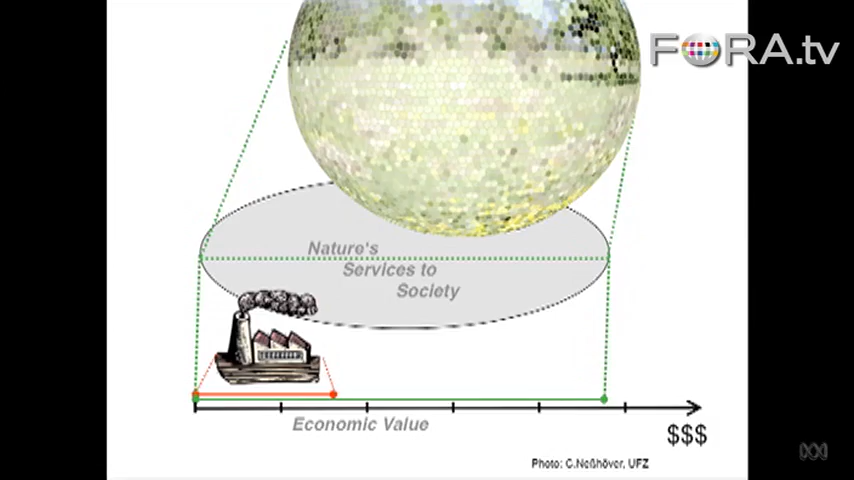 FORA.tv
Nature's
Services to
Society
Economic Value
$$$
Photo: C.Neßhöver, UFZ